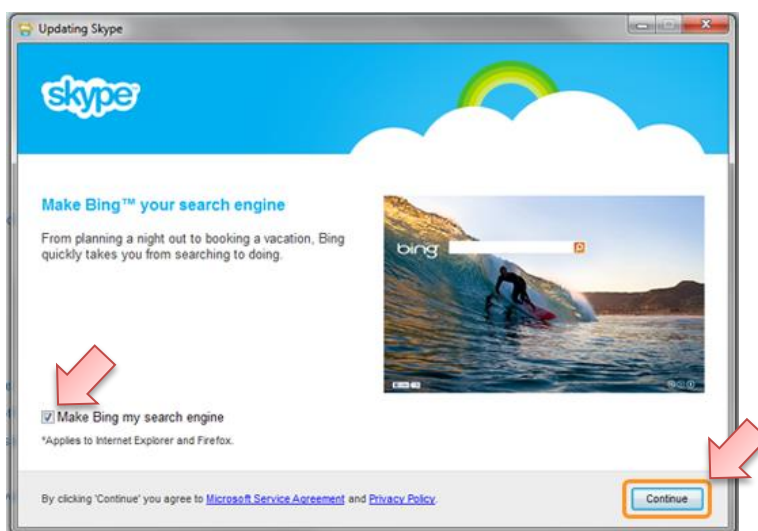 Updating Skype
skype
Make Bing™ your search engine
From planning a night out to booking a vacation, Bing
quickly takes you from searching to doing.
bing
Make Bing my search engine
*Applies to Internet Explorer and Firefox.
By clicking 'Continue' you agree to Microsoft Service Agreement and Privacy Policy.
Continue